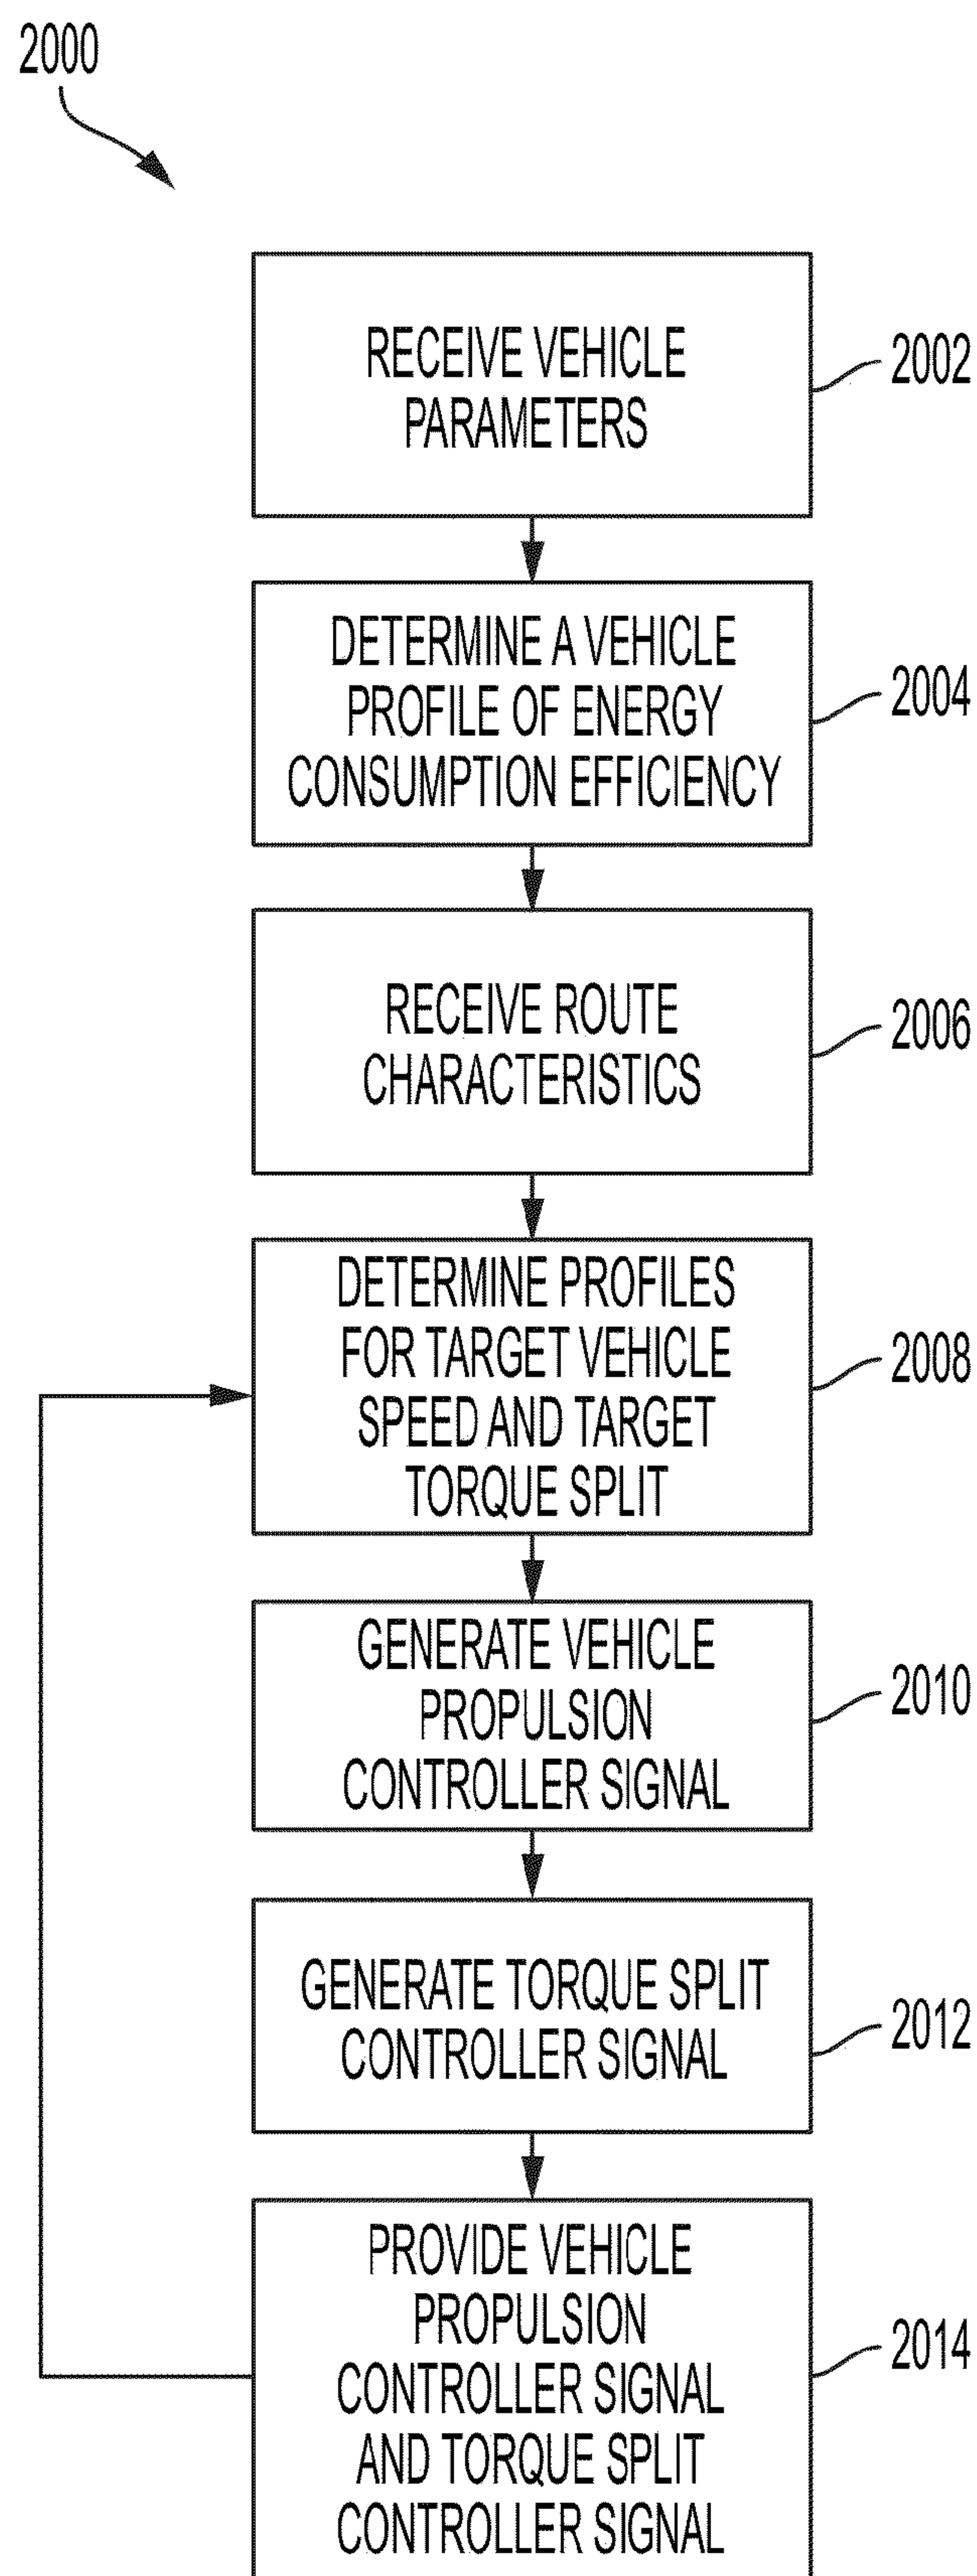 2000
RECEIVE VEHICLE
PARAMETERS
2002
DETERMINE A VEHICLE
PROFILE OF ENERGY
CONSUMPTION EFFICIENCY
2004
RECEIVE ROUTE
CHARACTERISTICS
2006
DETERMINE PROFILES
FOR TARGET VEHICLE
SPEED AND TARGET
TORQUE SPLIT
2008
GENERATE VEHICLE
PROPULSION
CONTROLLER SIGNAL
2010
GENERATE TORQUE SPLIT
CONTROLLER SIGNAL
2012
PROVIDE VEHICLE
PROPULSION
CONTROLLER SIGNAL
AND TORQUE SPLIT
CONTROLLER SIGNAL
2014